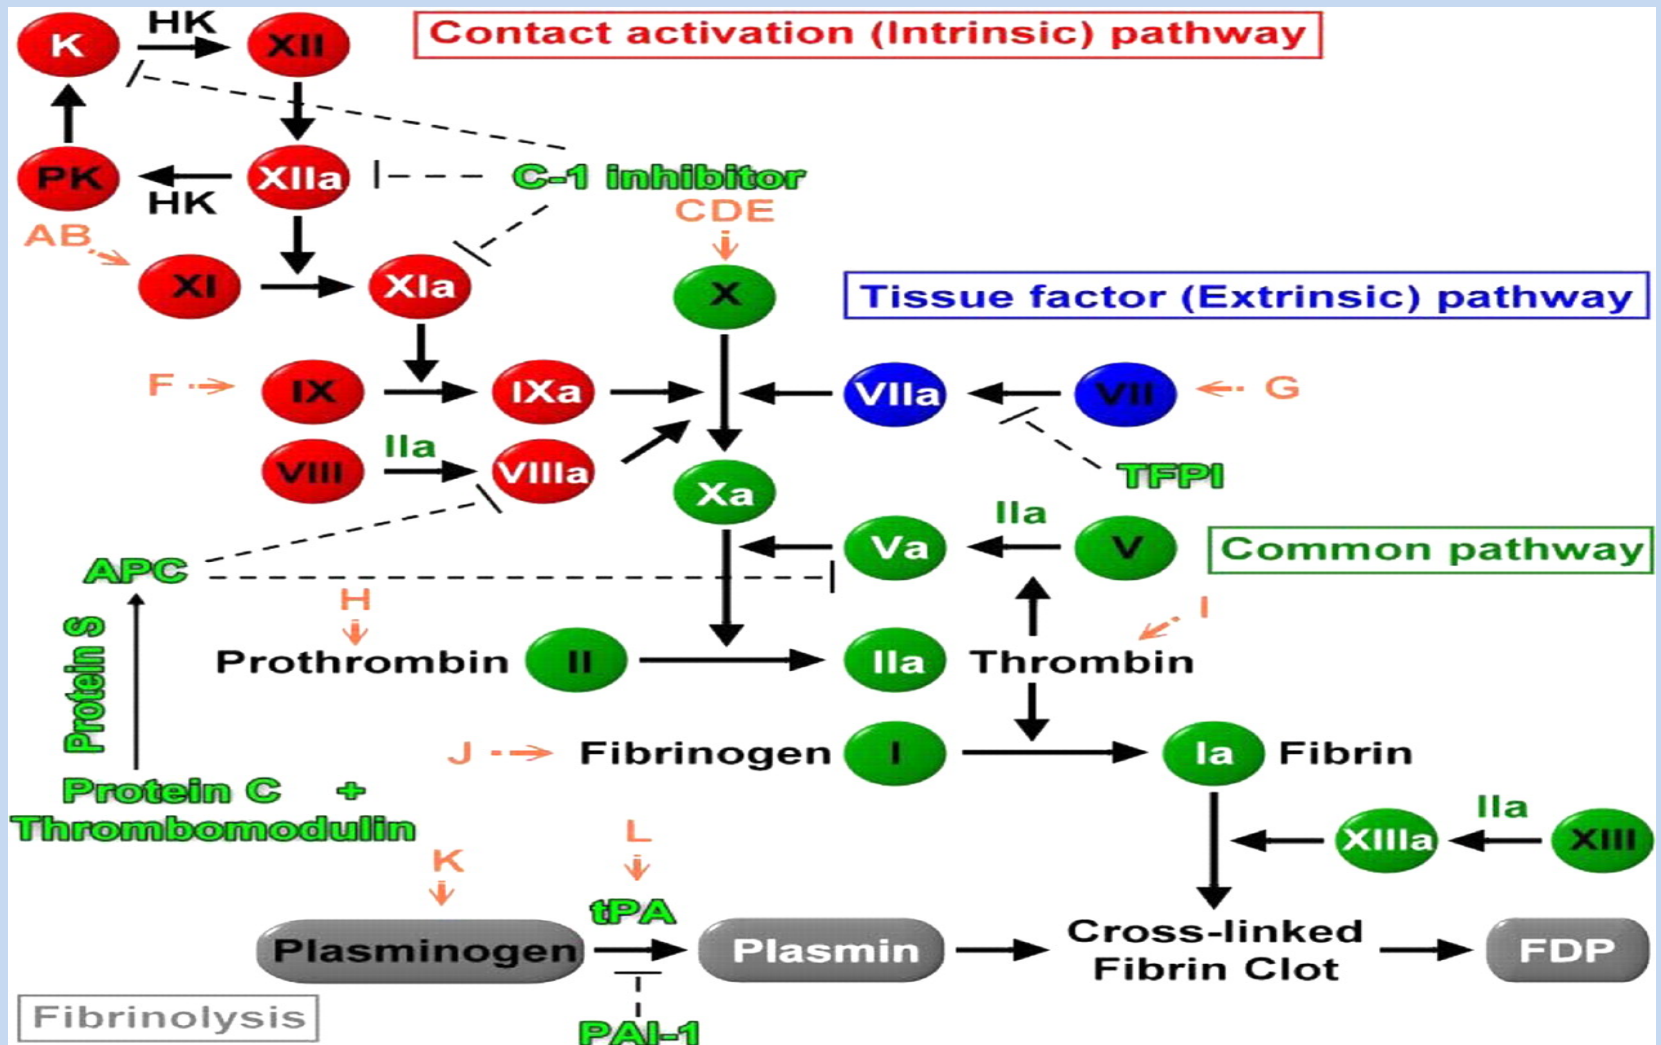 K
HK
XII
Contact activation (Intrinsic) pathway
PK
HK
XIIa
C-1 inhibitor
AB
CDE
XI
XIa
X
Tissue factor (Extrinsic) pathway
F
IX
IXa
VIIa
VII
G
VIII
IIa
VIIIa
Xa
TFPI
APC
Va
IIa
V
Common pathway
H
I
Protein S
Prothrombin
II
IIa
Thrombin
J
Fibrinogen
I
Ia
Fibrin
Protein C +
Thrombomodulin
XIIIa
IIa
XIII
K
L
tPA
Plasminogen
Plasmin
Cross-linked
Fibrin Clot
FDP
Fibrinolysis
PAI-1